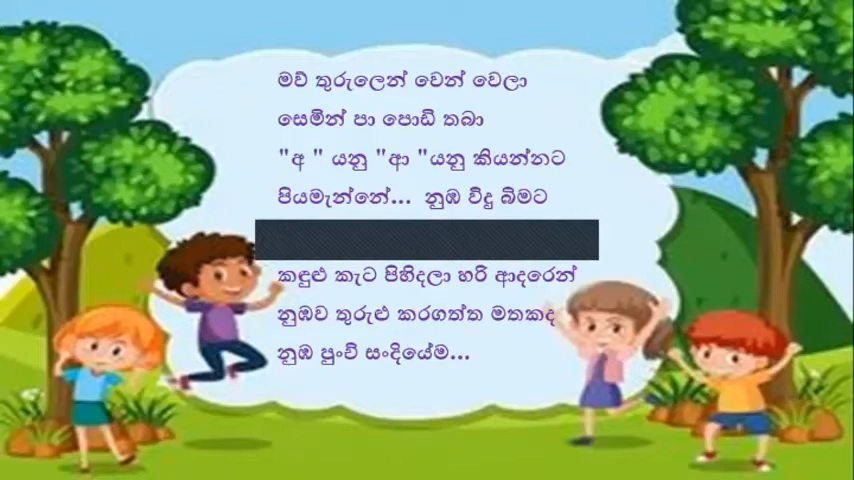 මව් තුරුලෙන් වෙන් වෙලා
සෙමින් පා පොඩි තබා
"අ " යනු "ආ "යනු කියන්නට
පියමැන්නේ... නුඹ විදු බිමට
කඳුළු කැට පිහිදලා හරි ආදරෙන්
නුඹව තුරුළු කරගත්ත මතකද
නුඹ පුංචි සංදියේම...